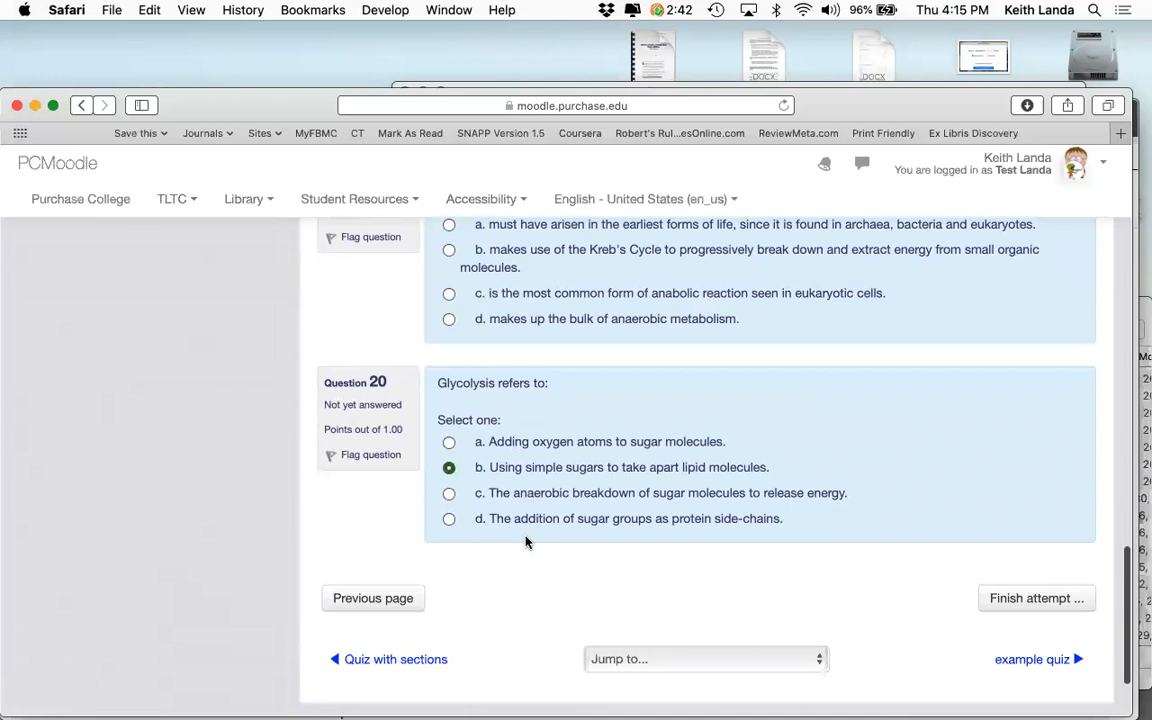 Safari File Edit View History Bookmarks Develop Window Help 2:42 96% Thu 4:15 PM Keith Landa
DOCX DOCX
moodle.purchase.edu
Save this Journals Sites MyFBMC CT Mark As Read SNAPP Version 1.5 Coursera Robert's Rul...esOnline.com ReviewMeta.com Print Friendly Ex Libris Discovery
PCMoodle
Keith Landa
You are logged in as Test Landa
Purchase College TLTC Library Student Resources Accessibility English - United States (en_us)
Flag question
a. must have arisen in the earliest forms of life, since it is found in archaea, bacteria and eukaryotes.
b. makes use of the Kreb's Cycle to progressively break down and extract energy from small organic
molecules.
c. is the most common form of anabolic reaction seen in eukaryotic cells.
d. makes up the bulk of anaerobic metabolism.
Question 20
Not yet answered
Points out of 1.00
Flag question
Glycolysis refers to:
Select one:
a. Adding oxygen atoms to sugar molecules.
b. Using simple sugars to take apart lipid molecules.
c. The anaerobic breakdown of sugar molecules to release energy.
d. The addition of sugar groups as protein side-chains.
Previous page
Finish attempt ...
Quiz with sections
Jump to...
example quiz